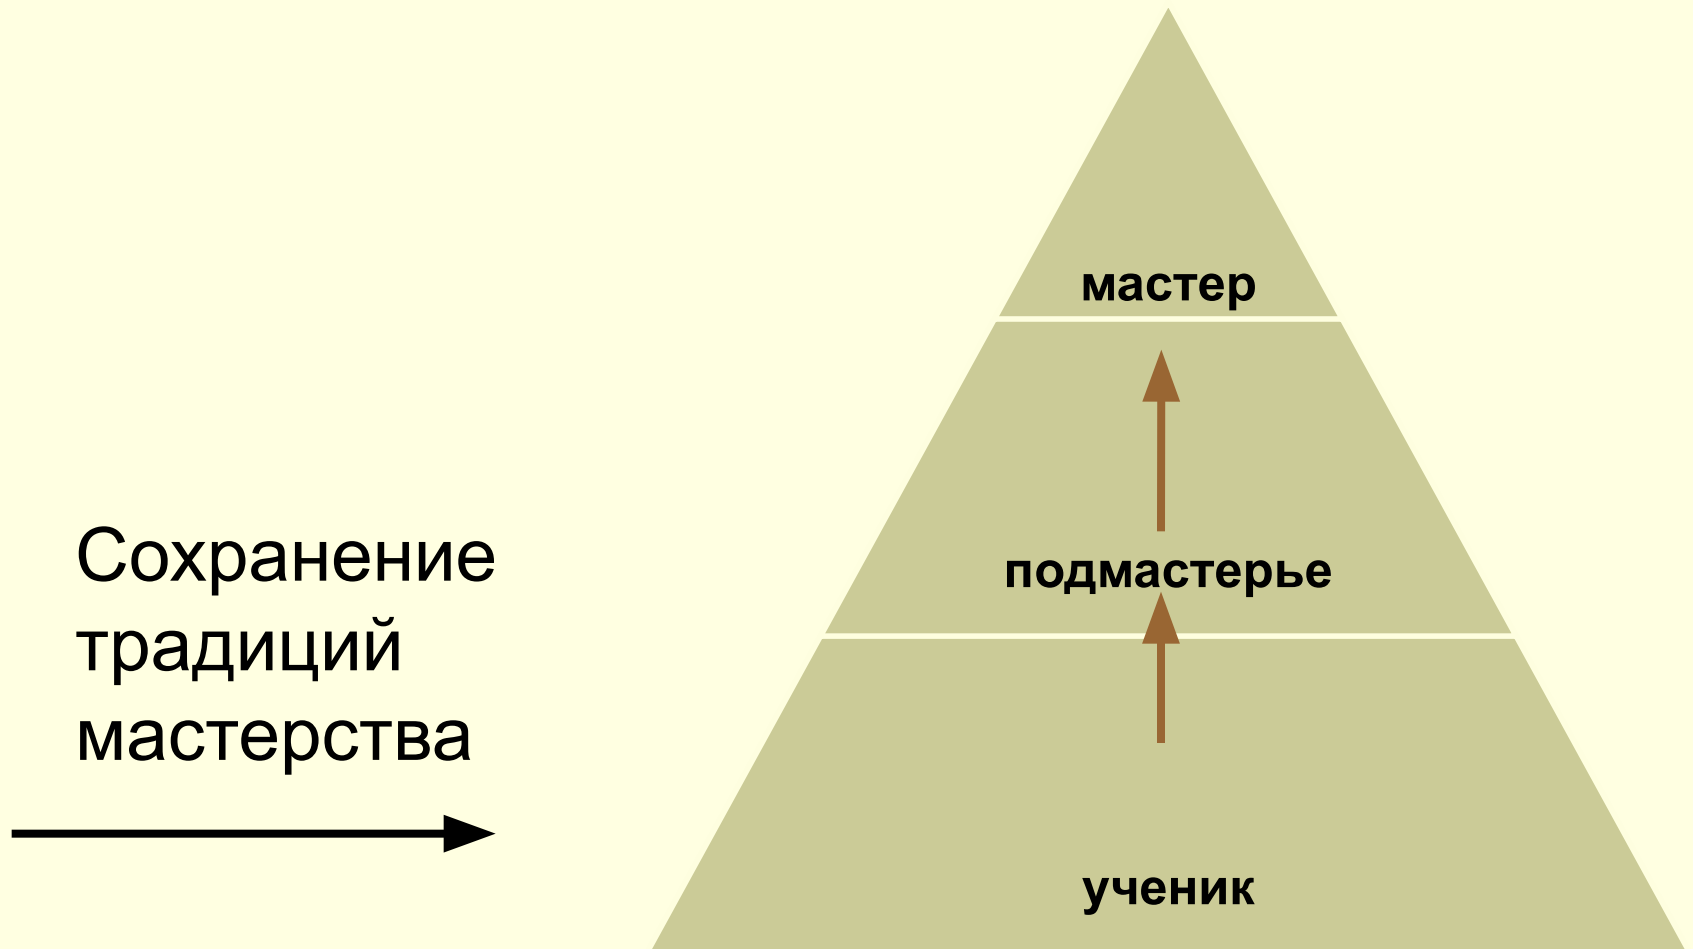 Сохранение
традиций
мастерства
мастер
подмастерье
ученик